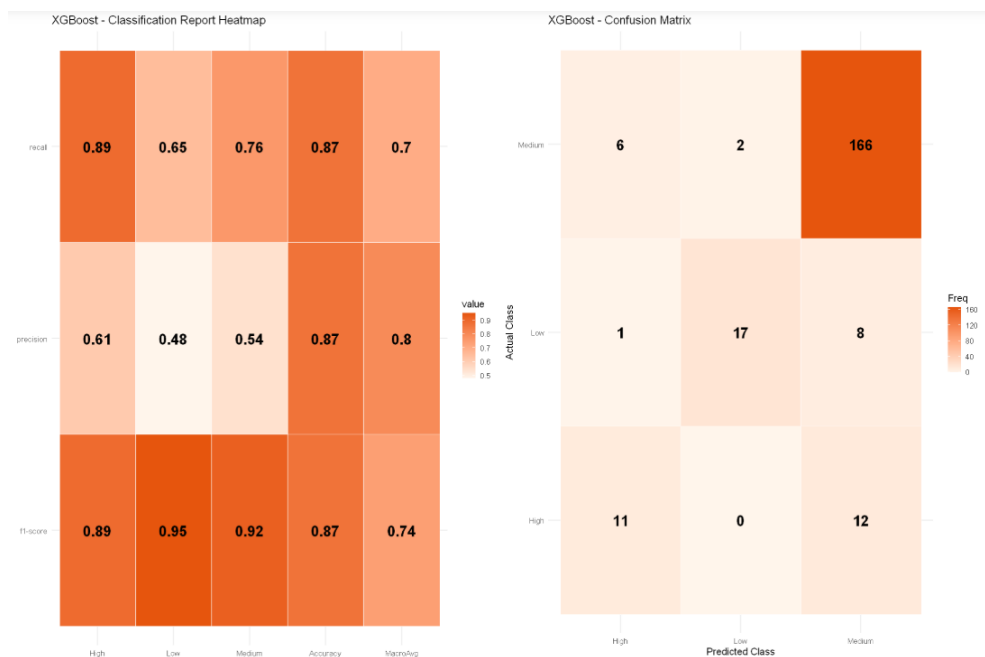 XGBoost - Classification Report Heatmap
recall
0.89 0.65 0.76 0.87 0.7
precision
0.61 0.48 0.54 0.87 0.8
f1-score
0.89 0.95 0.92 0.87 0.74
High Low Medium Accuracy MacroAvg
value
0.9
0.8
0.7
0.6
0.5
XGBoost - Confusion Matrix
Actual Class
Medium
6 2 166
Low
1 17 8
High
11 0 12
High Low Medium
Predicted Class
Freq
160
120
80
40
0